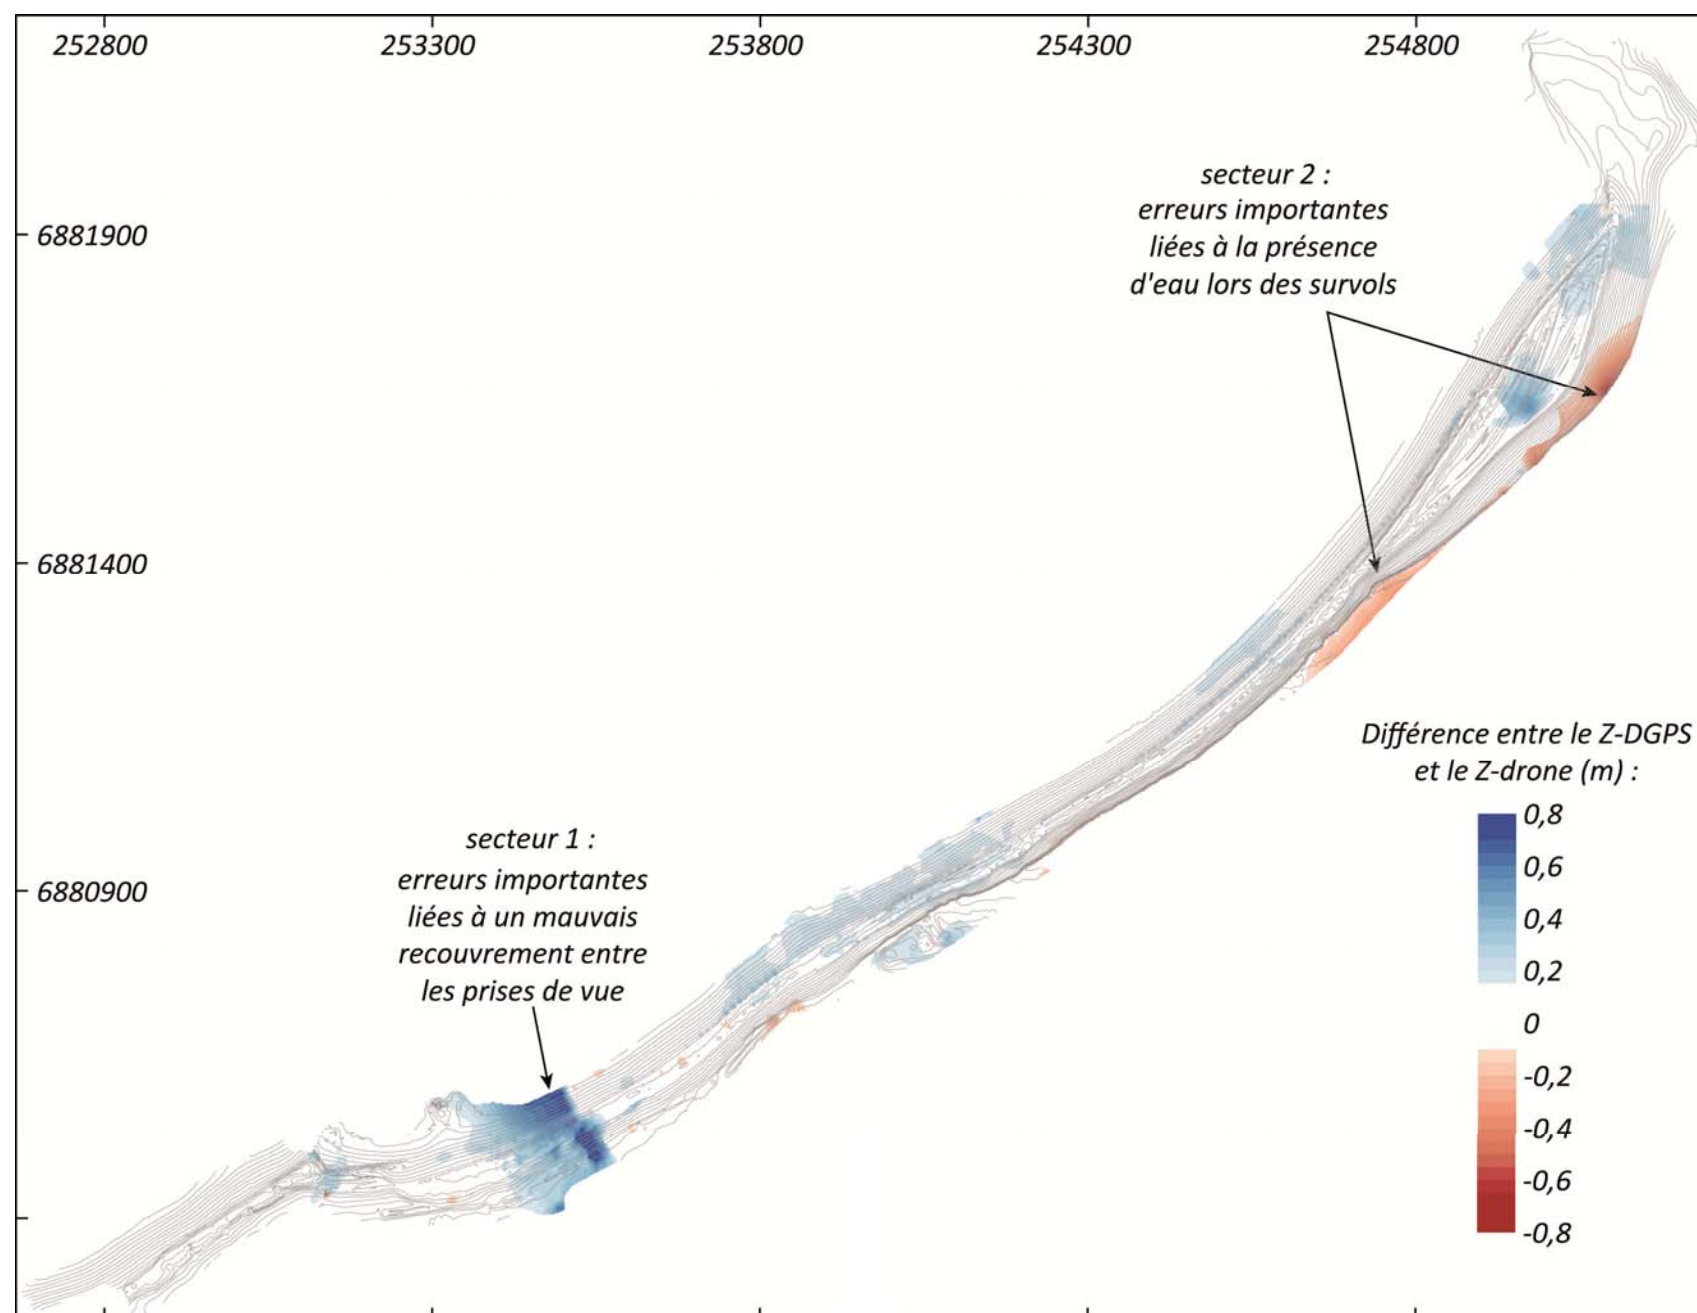 252800
253300
253800
254300
254800
secteur 2 :
erreurs importantes
liées à la présence
d'eau lors des survols
6881900
6881400
Différence entre le Z-DGPS
et le Z-drone (m) :
0,8
0,6
0,4
0,2
0
-0,2
-0,4
-0,6
-0,8
secteur 1 :
erreurs importantes
liées à un mauvais
recouvrement entre
les prises de vue
6880900